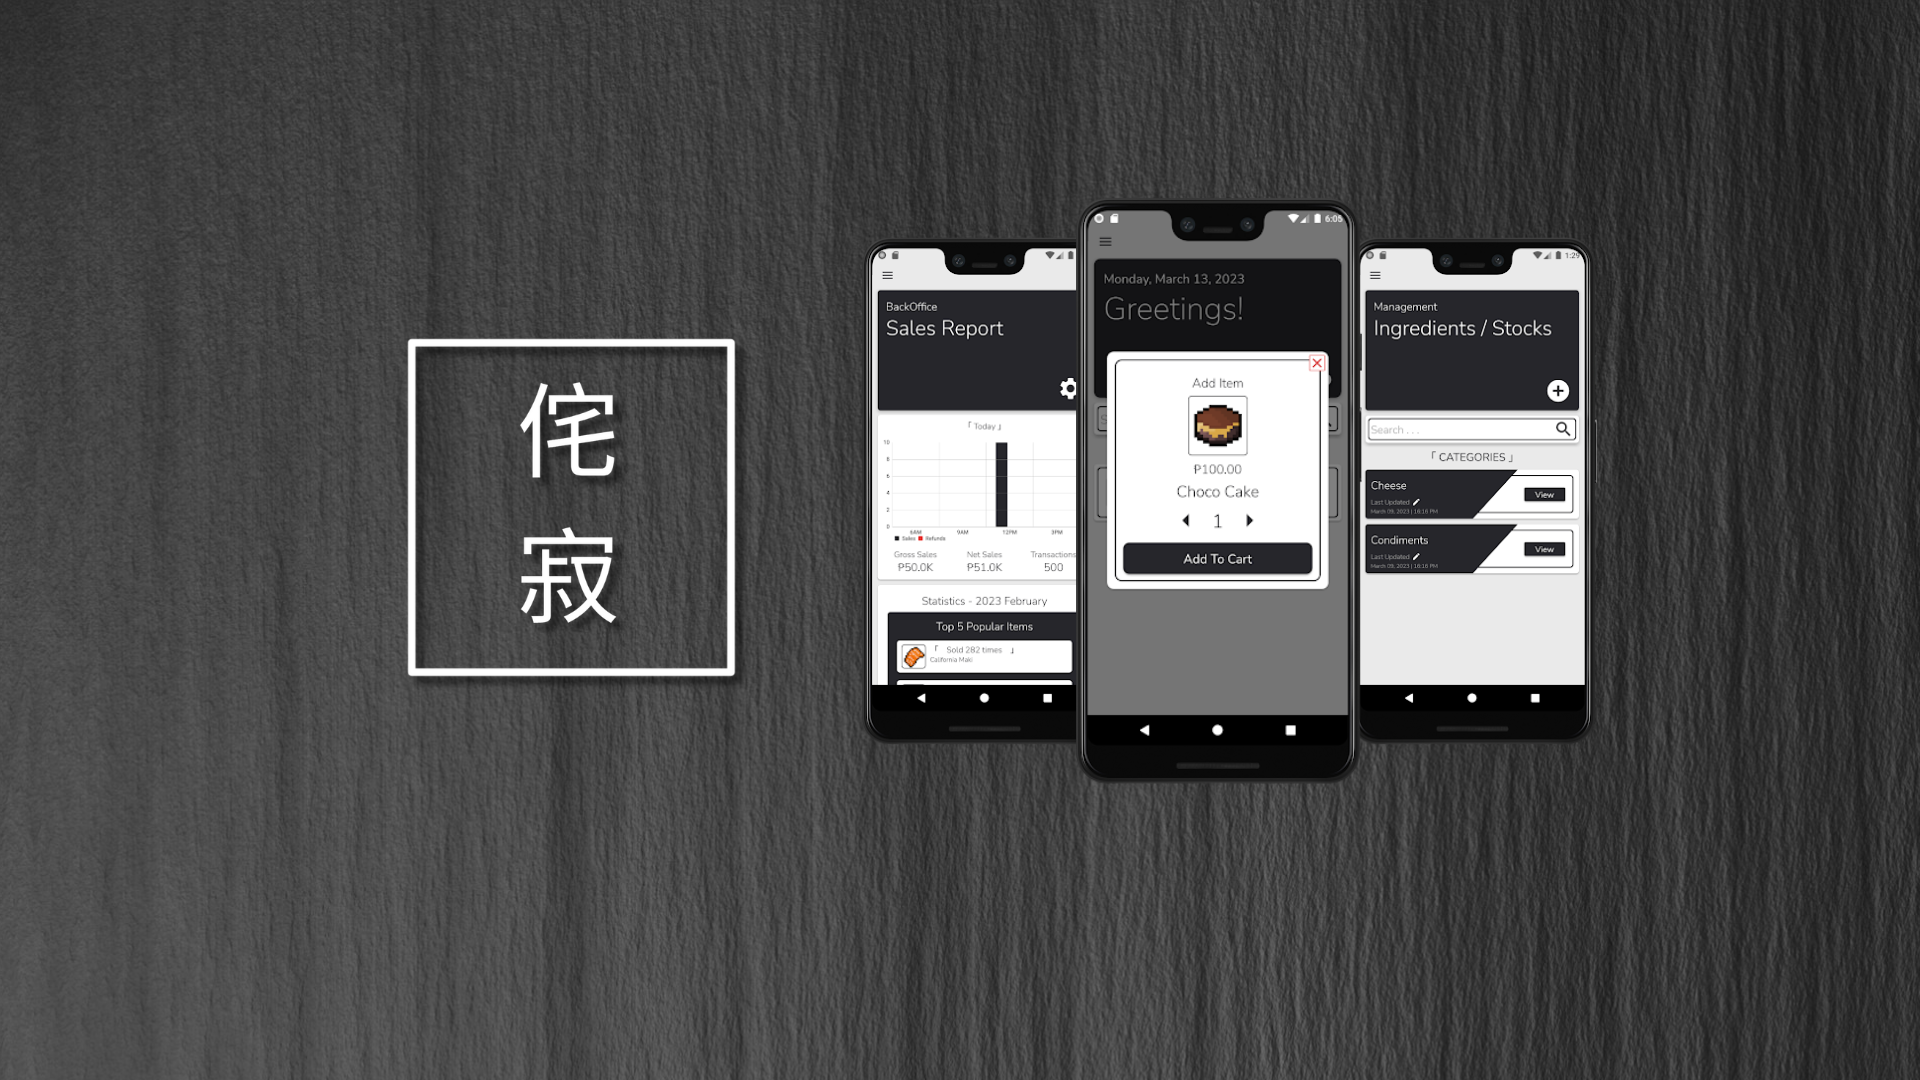 侘
寂
BackOffice
Sales Report
「 Today 」
10
8
6
4
2
0
6AM 9AM 12PM 3PM
Sales Refunds
Gross Sales Net Sales Transactions
₱50.0K ₱51.0K 500
Statistics - 2023 February
Top 5 Popular Items
「 Sold 282 times 」
California Maki
6:05
Monday, March 13, 2023
Greetings!
Add Item
₱100.00
Choco Cake
1
Add To Cart
1:29
Management
Ingredients / Stocks
Search . . .
「 CATEGORIES 」
Cheese
Last Updated
March 09, 2023 | 16:16 PM
View
Condiments
Last Updated
March 09, 2023 | 16:16 PM
View